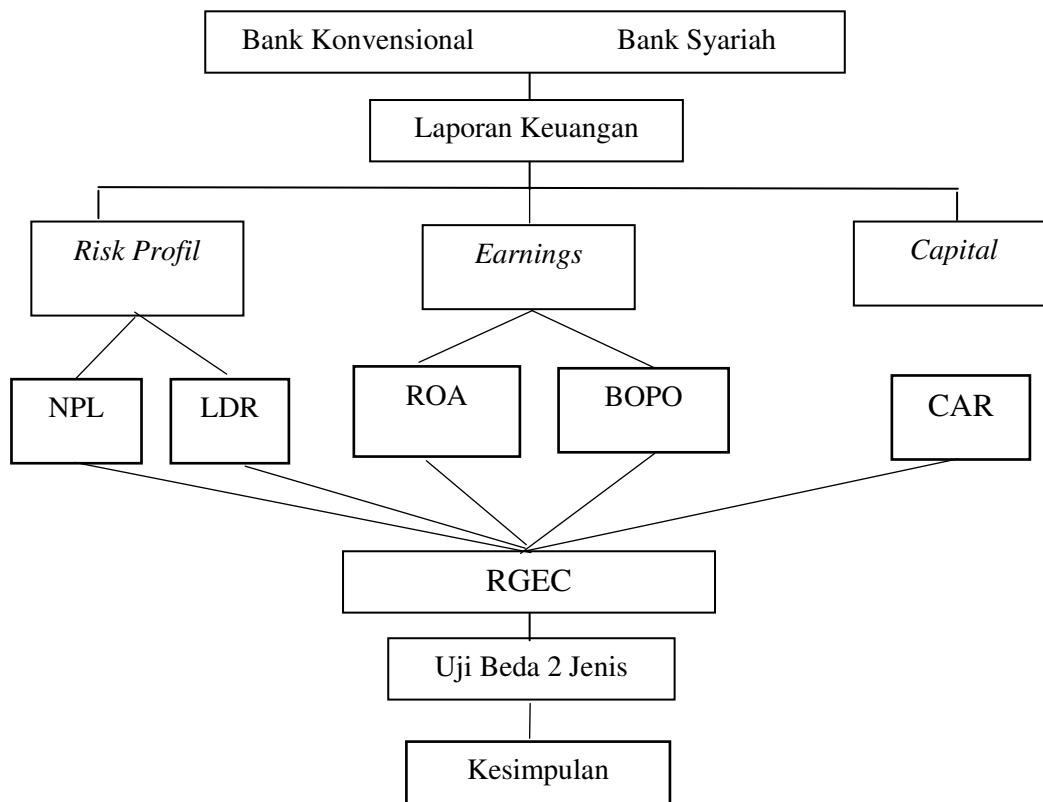 Bank Konvensional Bank Syariah
Laporan Keuangan
Risk Profil Earnings Capital
NPL LDR ROA BOPO CAR
RGEC
Uji Beda 2 Jenis
Kesimpulan